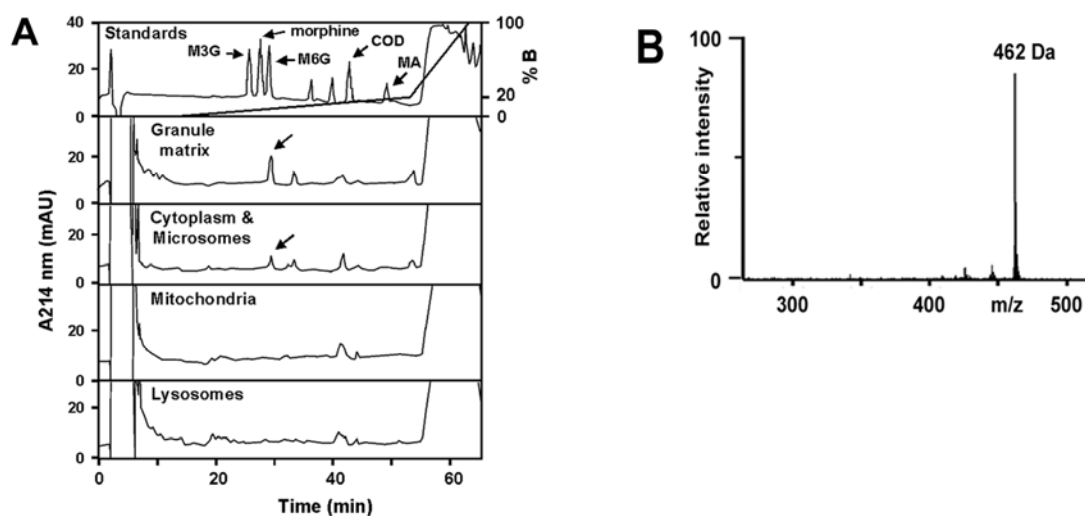 A
Standards
M3G
morphine
M6G
COD
MA
40
20
0
100
20
0
% B
Granule
matrix
20
0
Cytoplasm &
Microsomes
20
0
Mitochondria
20
0
Lysosomes
20
0
A214 nm (mAU)
0
20
40
60
Time (min)
B
462 Da
100
0
Relative intensity
300
400
m/z
500